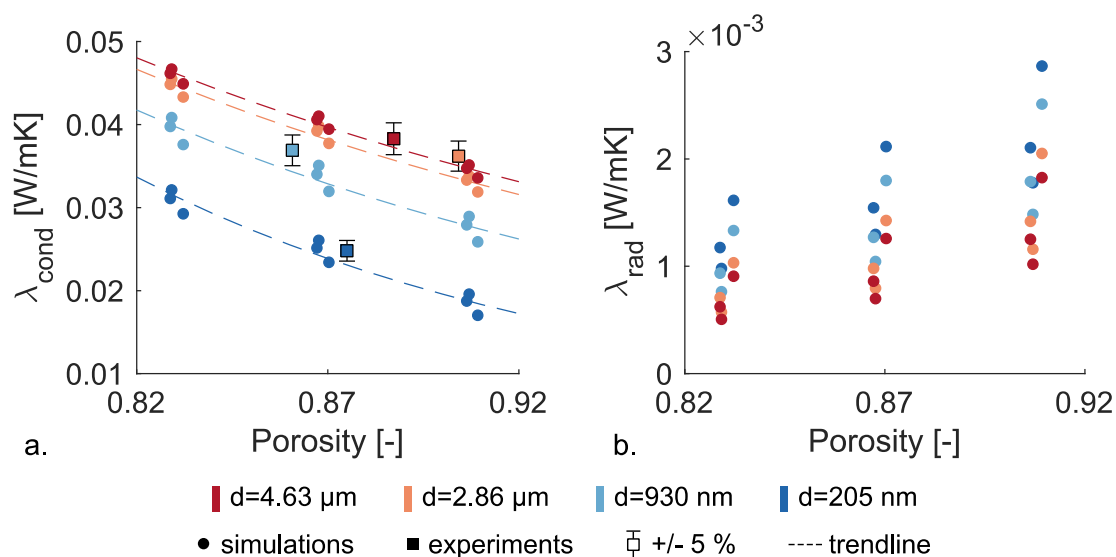 0.05
0.04
0.03
0.02
0.01
λcond [W/mK]
0.82 0.87 0.92
Porosity [-]
a.
× 10-3
3
2
1
0
λrad [W/mK]
0.82 0.87 0.92
Porosity [-]
b.
d=4.63 µm d=2.86 µm d=930 nm d=205 nm
simulations experiments +/- 5 % trendline